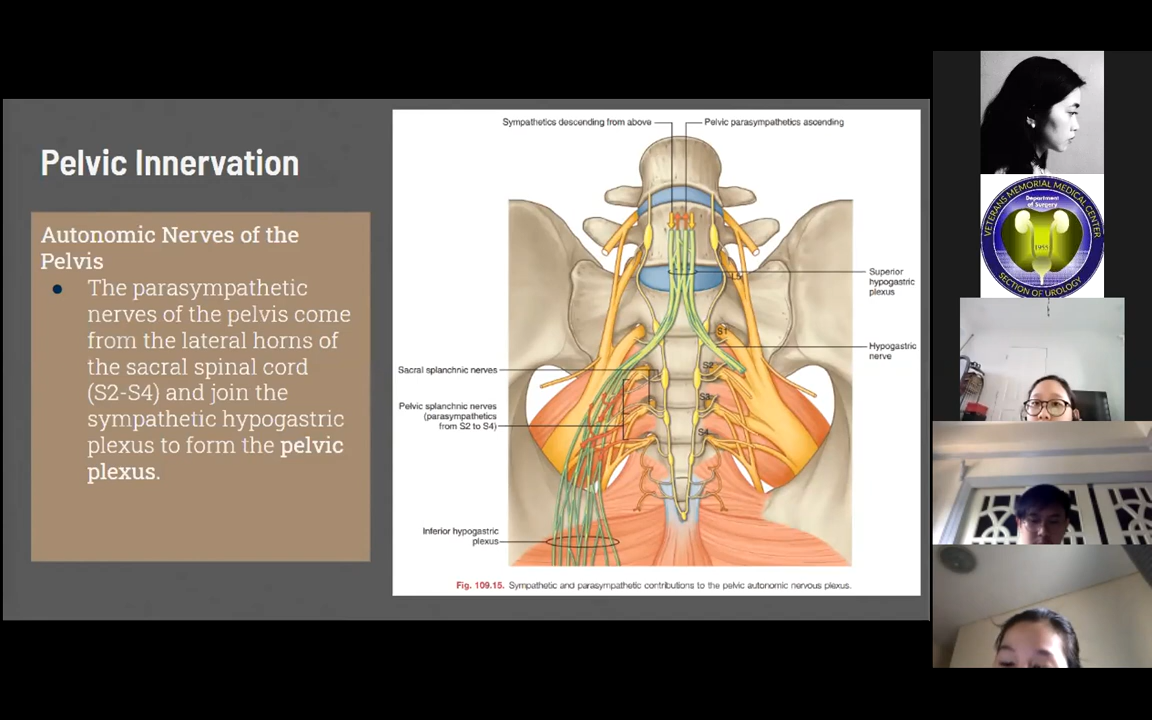 Pelvic Innervation
Autonomic Nerves of the
Pelvis
● The parasympathetic
nerves of the pelvis come
from the lateral horns of
the sacral spinal cord
(S2-S4) and join the
sympathetic hypogastric
plexus to form the pelvic
plexus.
Sympathetics descending from above
Pelvic parasympathetics ascending
Superior
hypogastric
plexus
Hypogastric
nerve
Sacral splanchnic nerves
Pelvic splanchnic nerves
(parasympathetics
from S2 to S4)
Inferior hypogastric
plexus
L5
S1
S2
S3
S4
Fig. 109.15. Sympathetic and parasympathetic contributions to the pelvic autonomic nervous plexus.
VETERANS MEMORIAL MEDICAL CENTER
Department
of Surgery
1955
SECTION OF UROLOGY